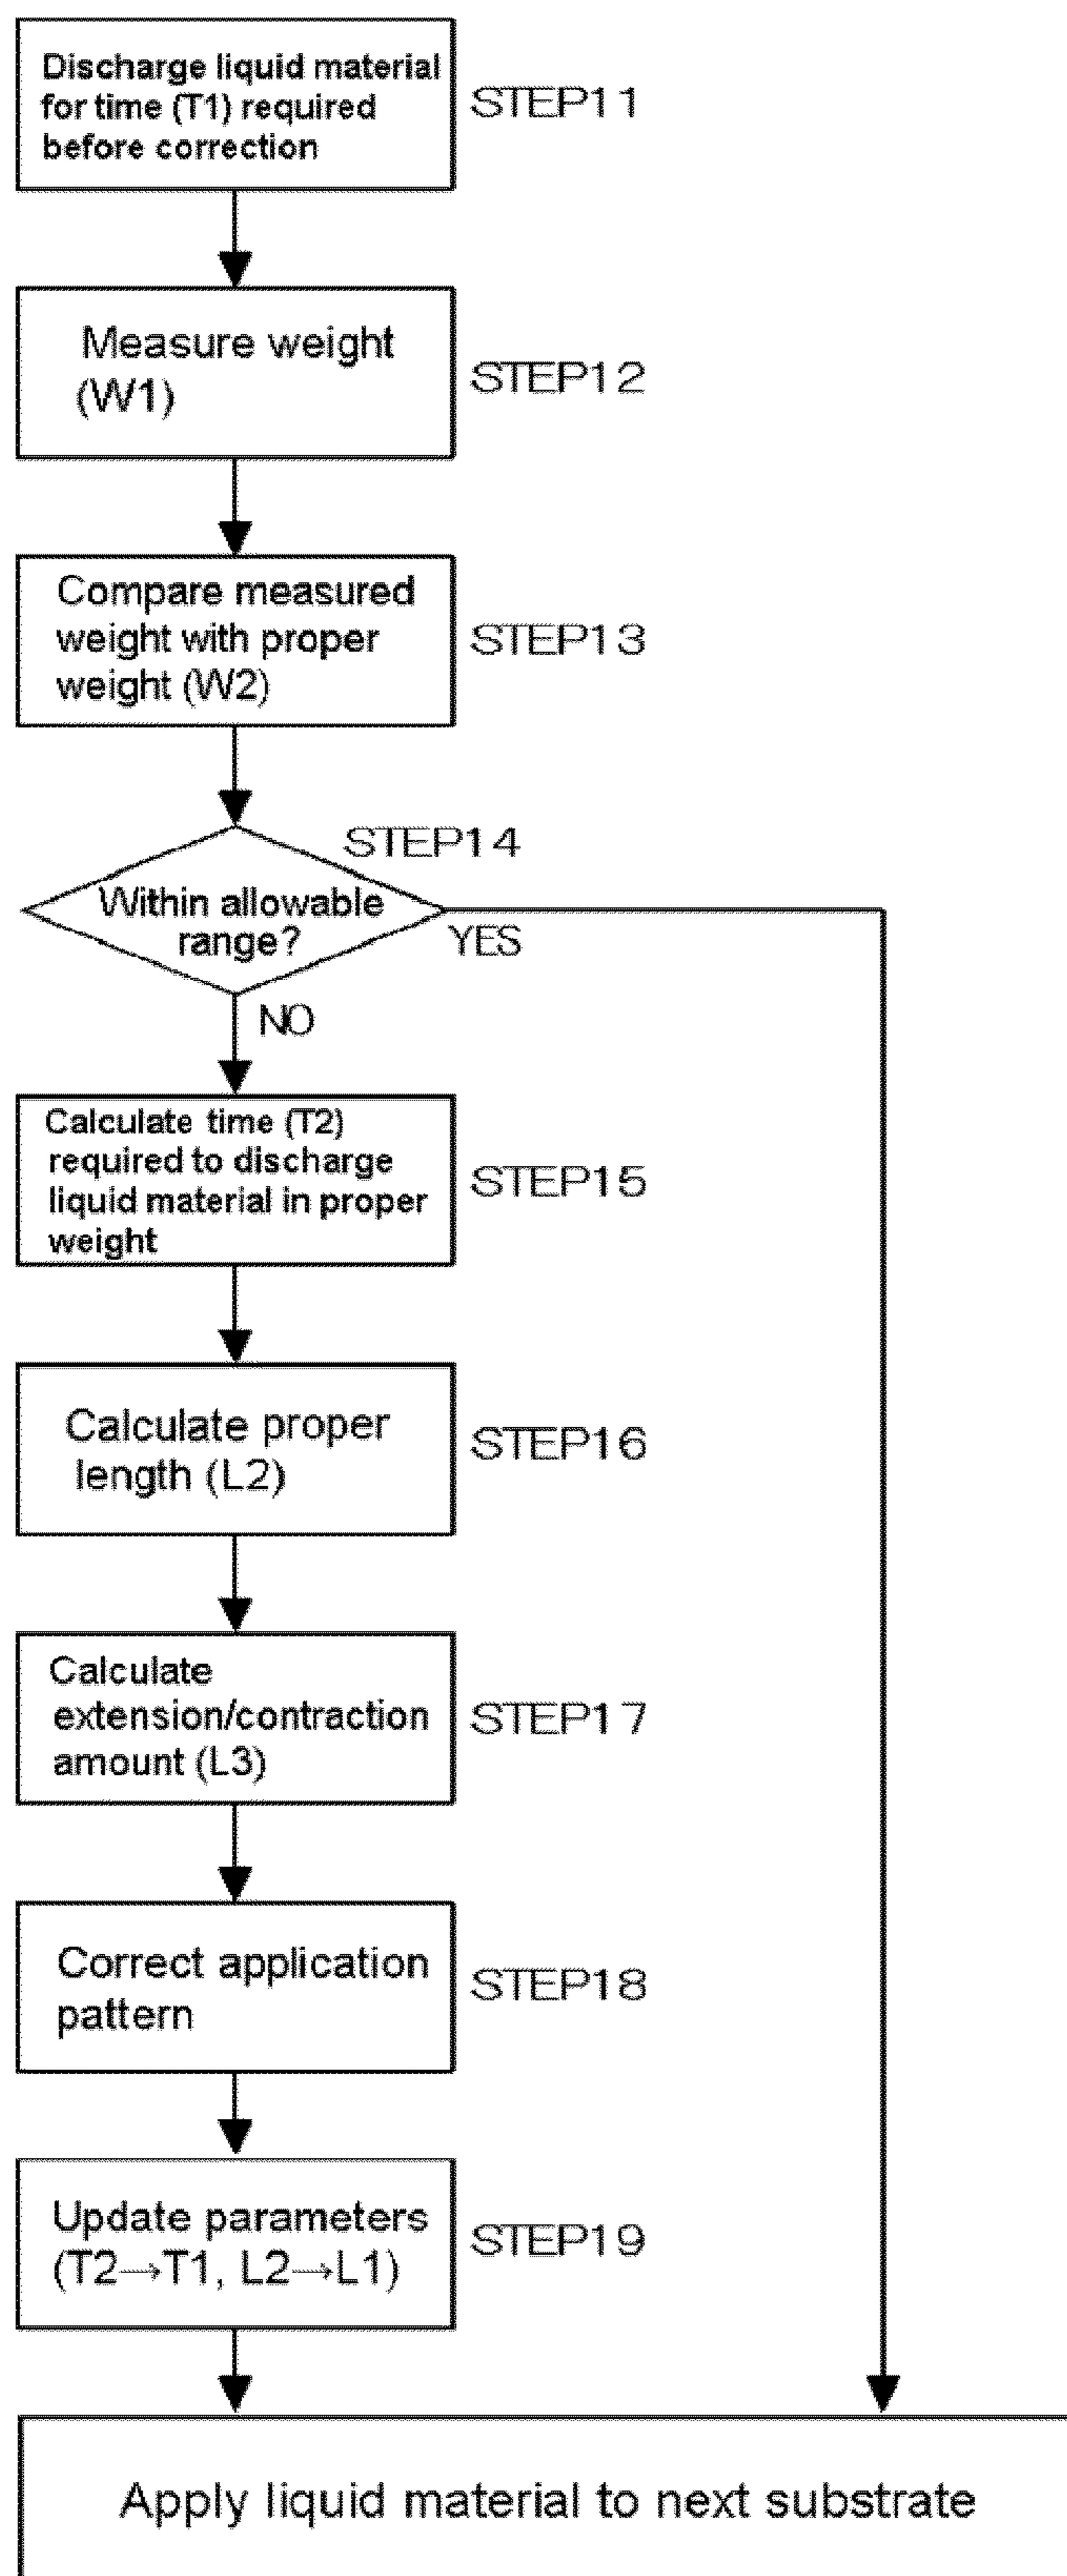 Discharge liquid material
for time (T1) required
before correction
STEP11
Measure weight
(W1)
STEP12
Compare measured
weight with proper
weight (W2)
STEP13
STEP14
Within allowable
range?
YES
NO
Calculate time (T2)
required to discharge
liquid material in proper
weight
STEP15
Calculate proper
length (L2)
STEP16
Calculate
extension/contraction
amount (L3)
STEP17
Correct application
pattern
STEP18
Update parameters
(T2→T1, L2→L1)
STEP19
Apply liquid material to next substrate